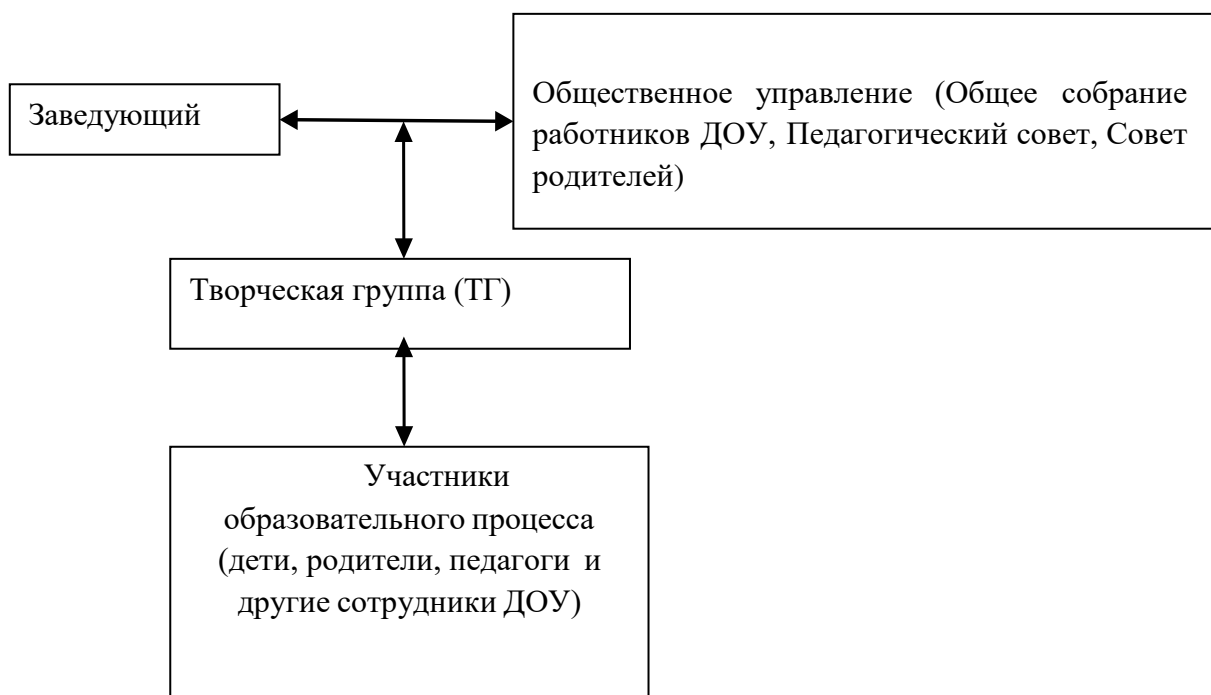 Заведующий
Общественное управление (Общее собрание
работников ДОУ, Педагогический совет, Совет
родителей)
Творческая группа (ТГ)
Участники
образовательного процесса
(дети, родители, педагоги и
другие сотрудники ДОУ)